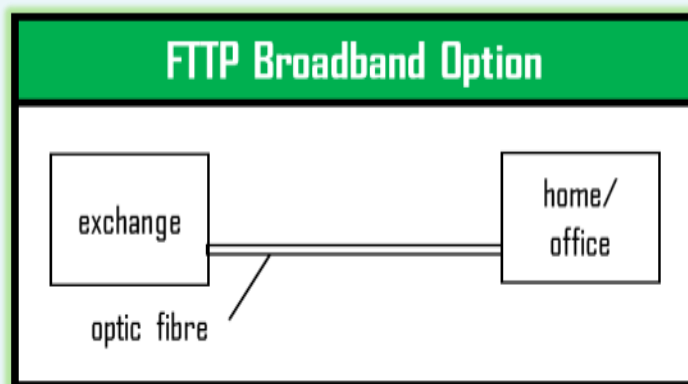 FTTP Broadband Option
exchange
home/
office
optic fibre